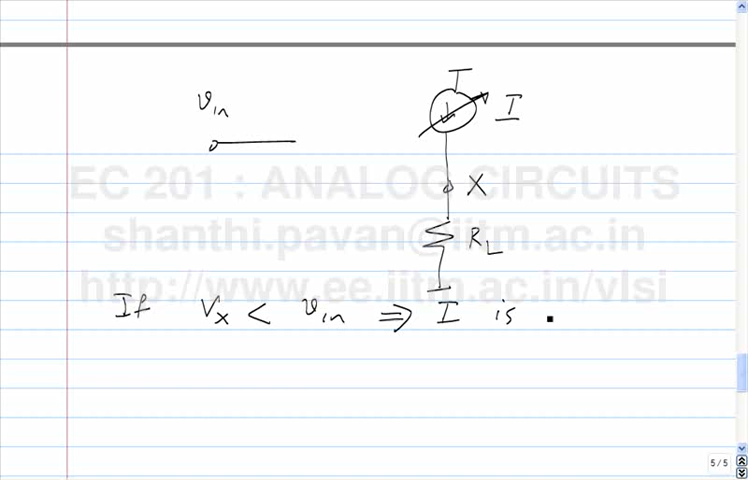 v_in
I
X
R_L
EC 201 : ANALOG CIRCUITS
shanthi.pavan@iitm.ac.in
http://www.ee.iitm.ac.in/vlsi
If V_x < v_in ⇒ I is
5/5